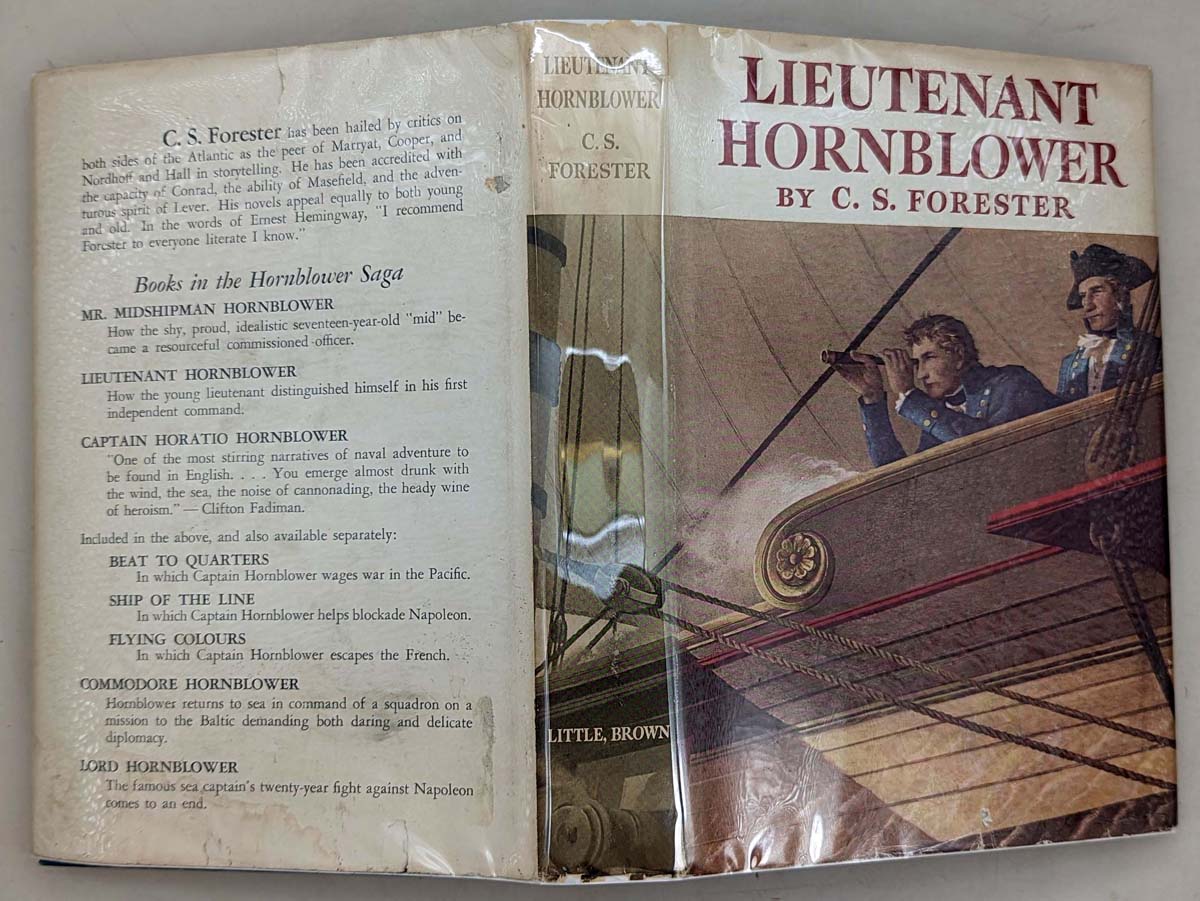 C. S. Forester has been hailed by critics on
both sides of the Atlantic as the peer of Marryat, Cooper, and
Nordhoff and Hall in storytelling. He has been accredited with
the capacity of Conrad, the ability of Masefield, and the adven-
turous spirit of Lever. His novels appeal equally to both young
and old. In the words of Ernest Hemingway, "I recommend
Forester to everyone literate I know."
Books in the Hornblower Saga
MR. MIDSHIPMAN HORNBLOWER
How the shy, proud, idealistic seventeen-year-old "mid" be-
came a resourceful commissioned officer.
LIEUTENANT HORNBLOWER
How the young lieutenant distinguished himself in his first
independent command.
CAPTAIN HORATIO HORNBLOWER
"One of the most stirring narratives of naval adventure to
be found in English. . . . You emerge almost drunk with
the wind, the sea, the noise of cannonading, the heady wine
of heroism." — Clifton Fadiman.
Included in the above, and also available separately:
BEAT TO QUARTERS
In which Captain Hornblower wages war in the Pacific.
SHIP OF THE LINE
In which Captain Hornblower helps blockade Napoleon.
FLYING COLOURS
In which Captain Hornblower escapes the French.
COMMODORE HORNBLOWER
Hornblower returns to sea in command of a squadron on a
mission to the Baltic demanding both daring and delicate
diplomacy.
LORD HORNBLOWER
The famous sea captain's twenty-year fight against Napoleon
comes to an end.
LIEUTENANT
HORNBLOWER
C. S.
FORESTER
LITTLE, BROWN
LIEUTENANT
HORNBLOWER
BY C. S. FORESTER